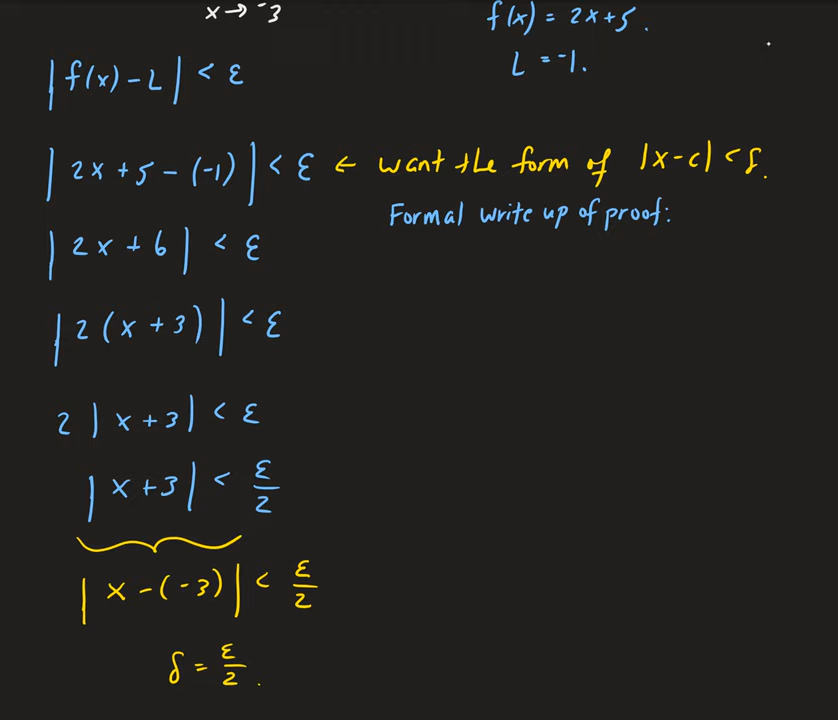 x → -3
f(x) = 2x+5.
L = -1.
|f(x) - L| < ε
|2x + 5 - (-1)| < ε ← want the form of |x-c| < δ.
Formal write up of proof:
|2x + 6| < ε
|2(x + 3)| < ε
2|x + 3| < ε
|x + 3| < ε/2
|x - (-3)| < ε/2
δ = ε/2.